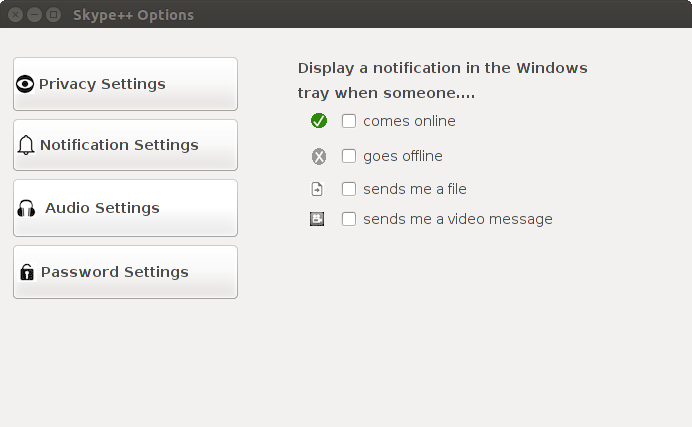 Skype++ Options
Privacy Settings
Notification Settings
Audio Settings
Password Settings
Display a notification in the Windows
tray when someone....
comes online
goes offline
sends me a file
sends me a video message